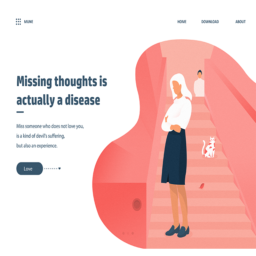 NAME
HOME
DOWNLOAD
ABOUT
Missing thoughts is
actually a disease
Miss someone who does not love you,
is a kind of devil's suffering,
but also an experience.
Love